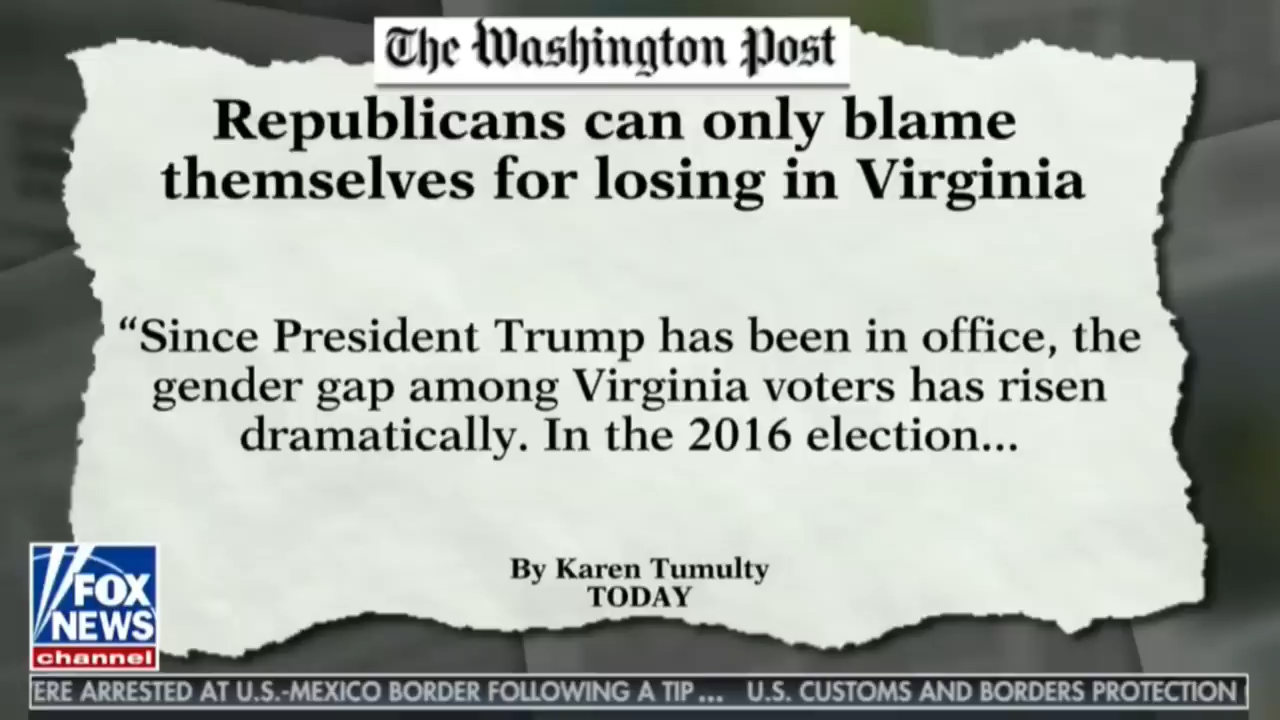 The Washington Post
Republicans can only blame
themselves for losing in Virginia
“Since President Trump has been in office, the
gender gap among Virginia voters has risen
dramatically. In the 2016 election...
By Karen Tumulty
TODAY
FOX
NEWS
channel
ERE ARRESTED AT U.S.-MEXICO BORDER FOLLOWING A TIP... U.S. CUSTOMS AND BORDERS PROTECTION